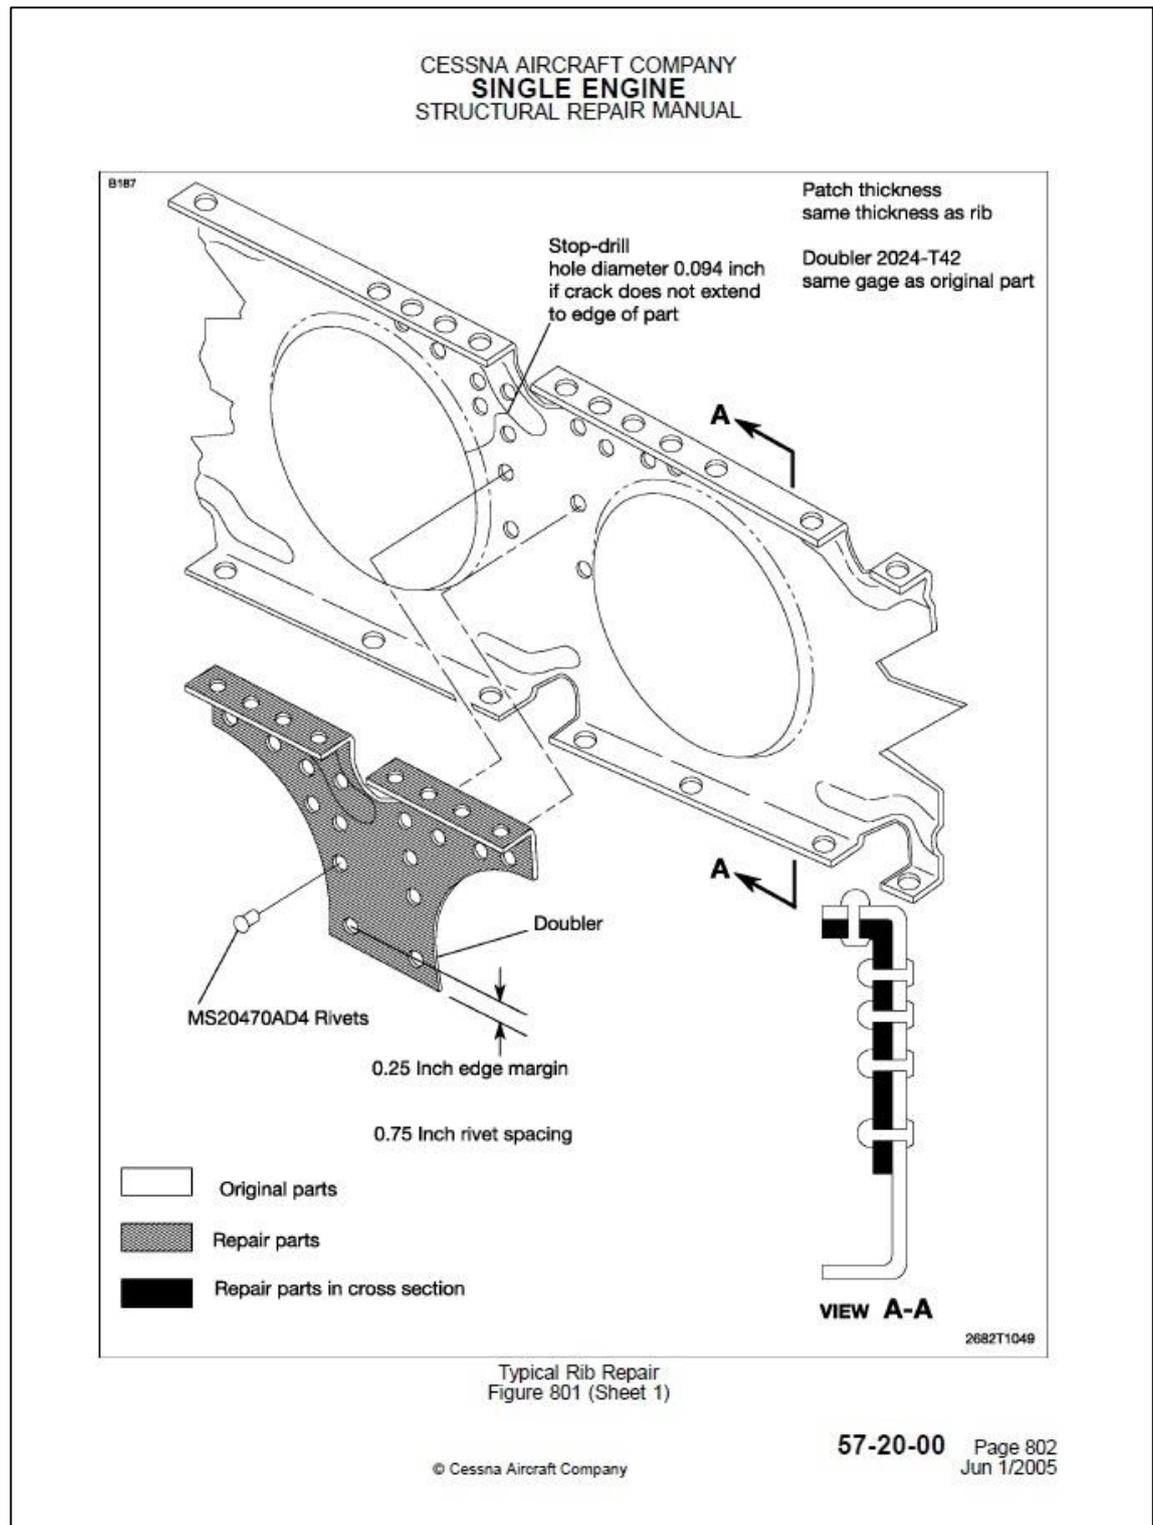 CESSNA AIRCRAFT COMPANY
SINGLE ENGINE
STRUCTURAL REPAIR MANUAL
B187
Patch thickness
same thickness as rib
Doubler 2024-T42
same gage as original part
Stop-drill
hole diameter 0.094 inch
if crack does not extend
to edge of part
A
A
Doubler
MS20470AD4 Rivets
0.25 Inch edge margin
0.75 Inch rivet spacing
Original parts
Repair parts
Repair parts in cross section
VIEW A-A
2682T1049
Typical Rib Repair
Figure 801 (Sheet 1)
57-20-00 Page 802
Jun 1/2005
© Cessna Aircraft Company